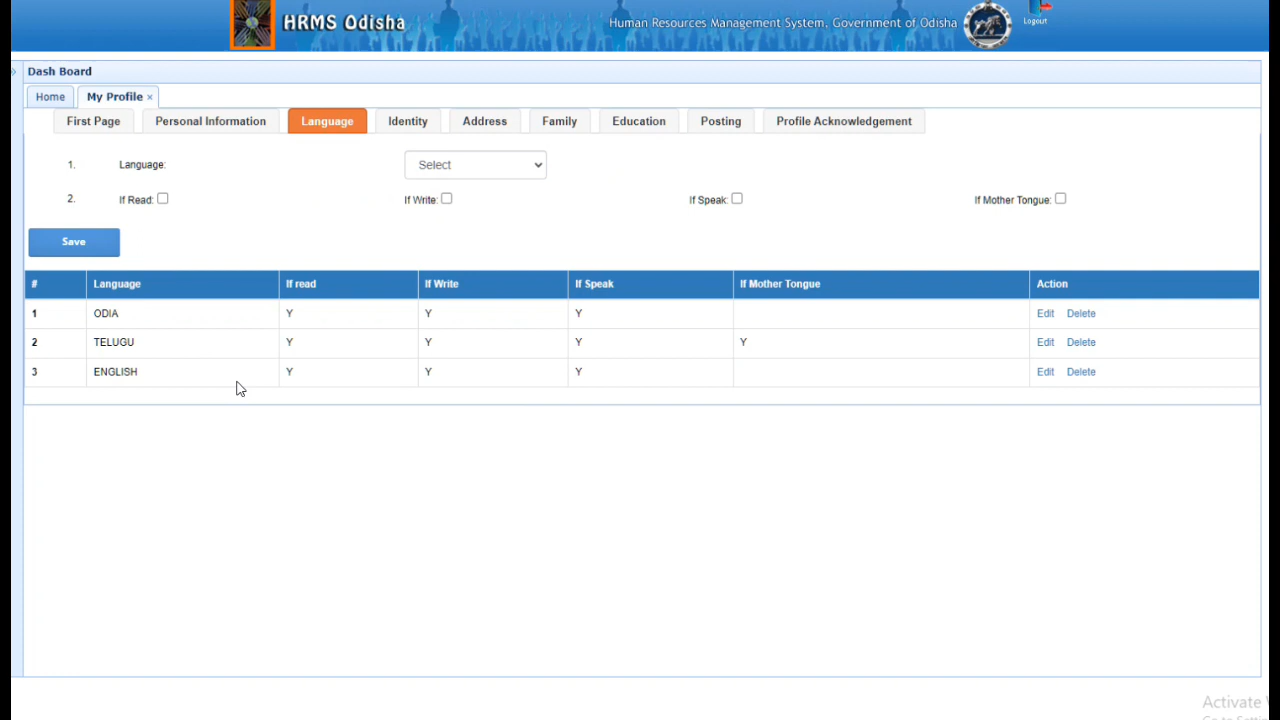 HRMS Odisha
Human Resources Management System, Government of Odisha
Logout
Dash Board
Home My Profile ×
First Page Personal Information Language Identity Address Family Education Posting Profile Acknowledgement
1. Language: Select
2. If Read: If Write: If Speak: If Mother Tongue:
Save
# Language If read If Write If Speak If Mother Tongue Action
1 ODIA Y Y Y Edit Delete
2 TELUGU Y Y Y Y Edit Delete
3 ENGLISH Y Y Y Edit Delete
Activate